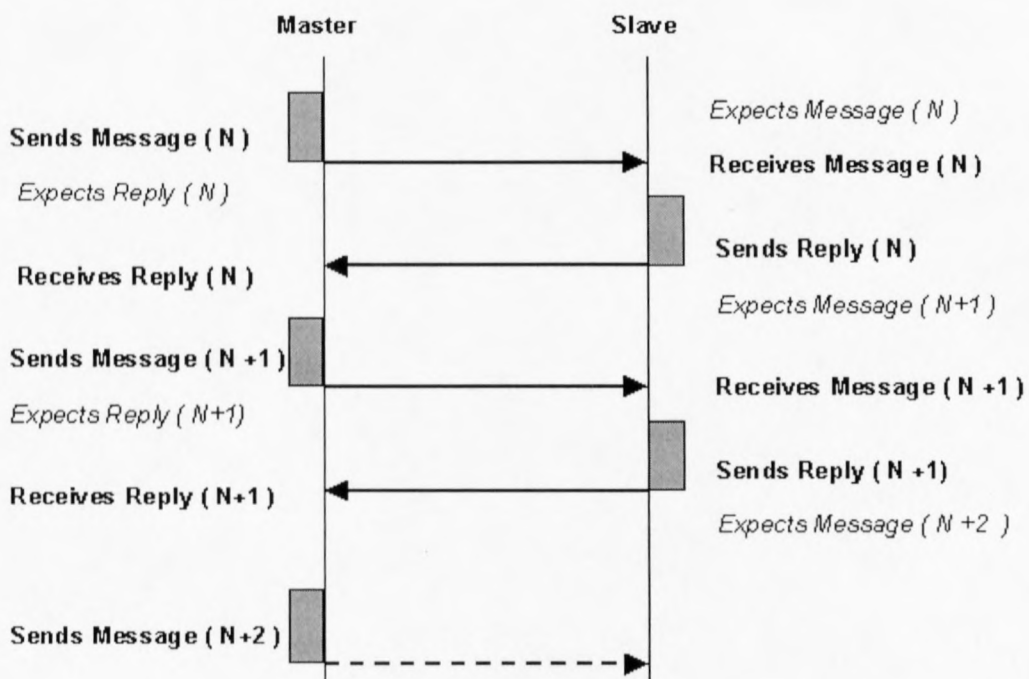 Master Slave
Expects Message ( N )
Sends Message ( N )
Receives Message ( N )
Expects Reply ( N )
Sends Reply ( N )
Receives Reply ( N )
Expects Message ( N+1 )
Sends Message ( N +1 )
Receives Message ( N +1 )
Expects Reply ( N+1)
Sends Reply ( N +1)
Receives Reply ( N+1 )
Expects Message ( N +2 )
Sends Message ( N+2 )